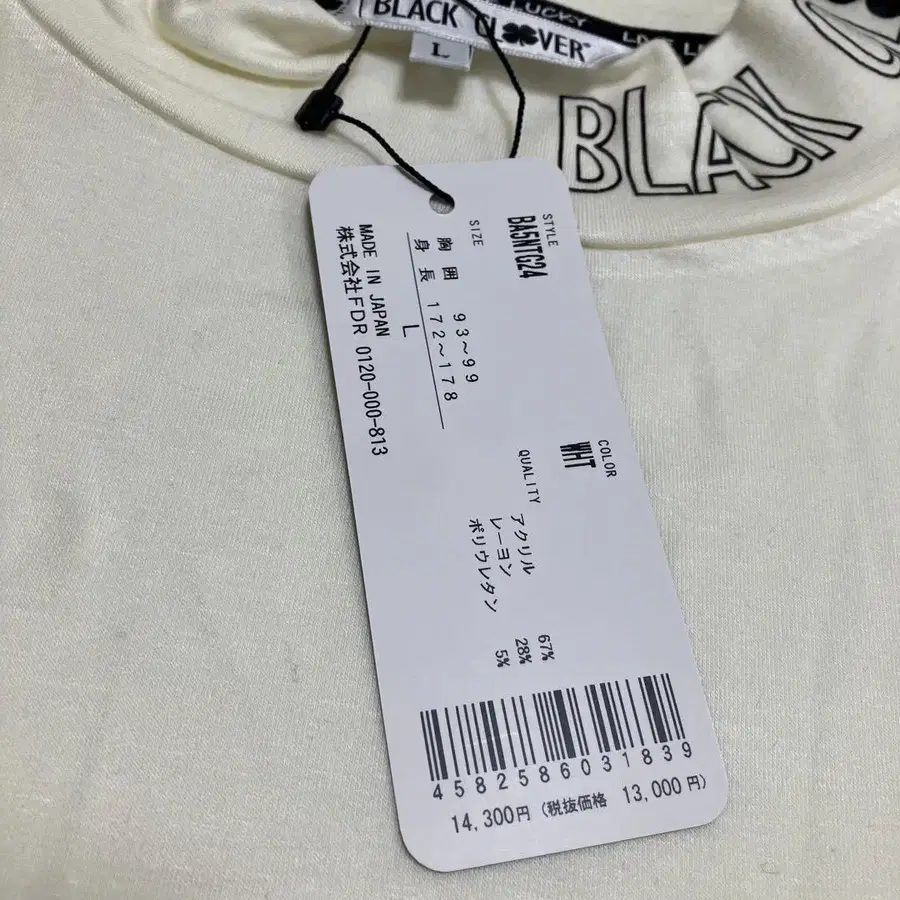 BLACK CLOVER™
L
LUCKY
BLACK
STYLE
BA5NTG24
SIZE
胸囲 93～99
身長 172～178
L
MADE IN JAPAN
株式会社FDR 0120-000-813
COLOR
WHT
QUALITY
アクリル 67%
レーヨン 28%
ポリウレタン 5%
4582586031839
14,300円 (税抜価格 13,000円)